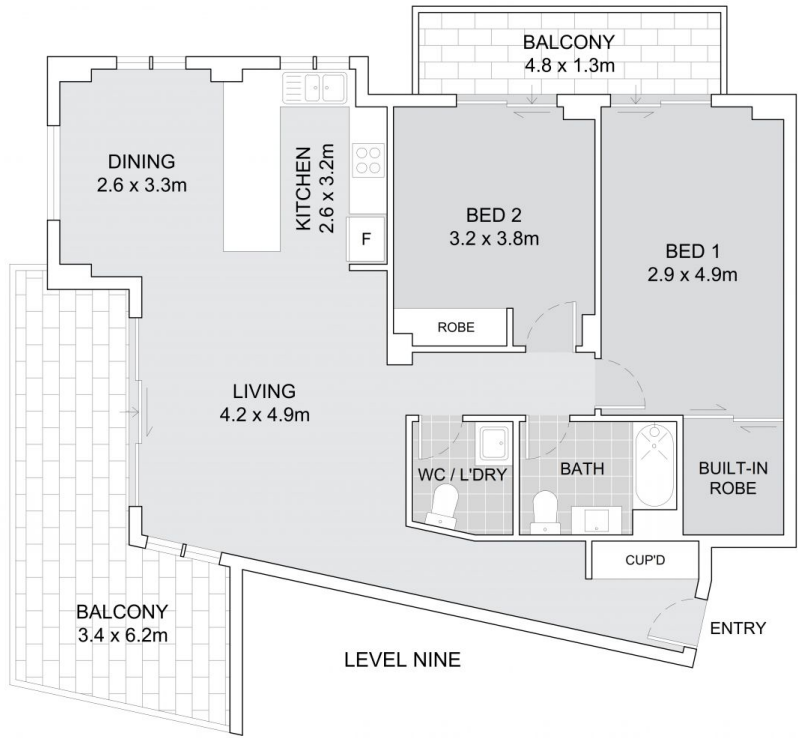 BALCONY
4.8 x 1.3m
DINING
2.6 x 3.3m
KITCHEN
2.6 x 3.2m
F
BED 2
3.2 x 3.8m
BED 1
2.9 x 4.9m
ROBE
LIVING
4.2 x 4.9m
WC / L'DRY
BATH
BUILT-IN
ROBE
CUP'D
BALCONY
3.4 x 6.2m
ENTRY
LEVEL NINE